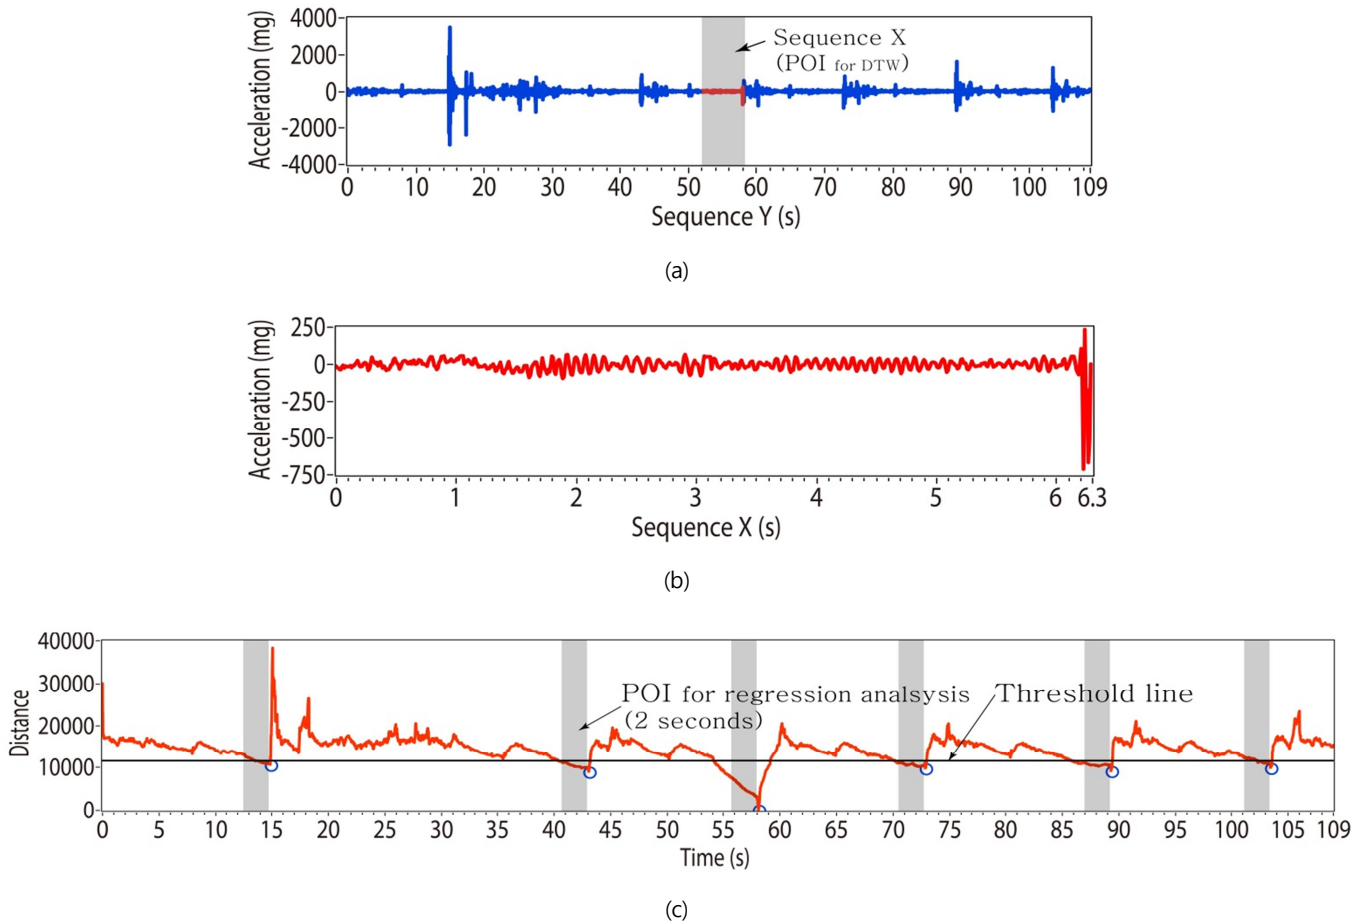 Acceleration (mg)
4000
2000
0
-2000
-4000
Sequence X
(POI for DTW)
0 10 20 30 40 50 60 70 80 90 100 109
Sequence Y (s)
(a)
Acceleration (mg)
250
0
-250
-500
-750
0 1 2 3 4 5 6 6.3
Sequence X (s)
(b)
Distance
40000
30000
20000
10000
0
POI for regression analsysis
(2 seconds)
Threshold line
0 5 10 15 20 25 30 35 40 45 50 55 60 65 70 75 80 85 90 95 100 105 109
Time (s)
(c)